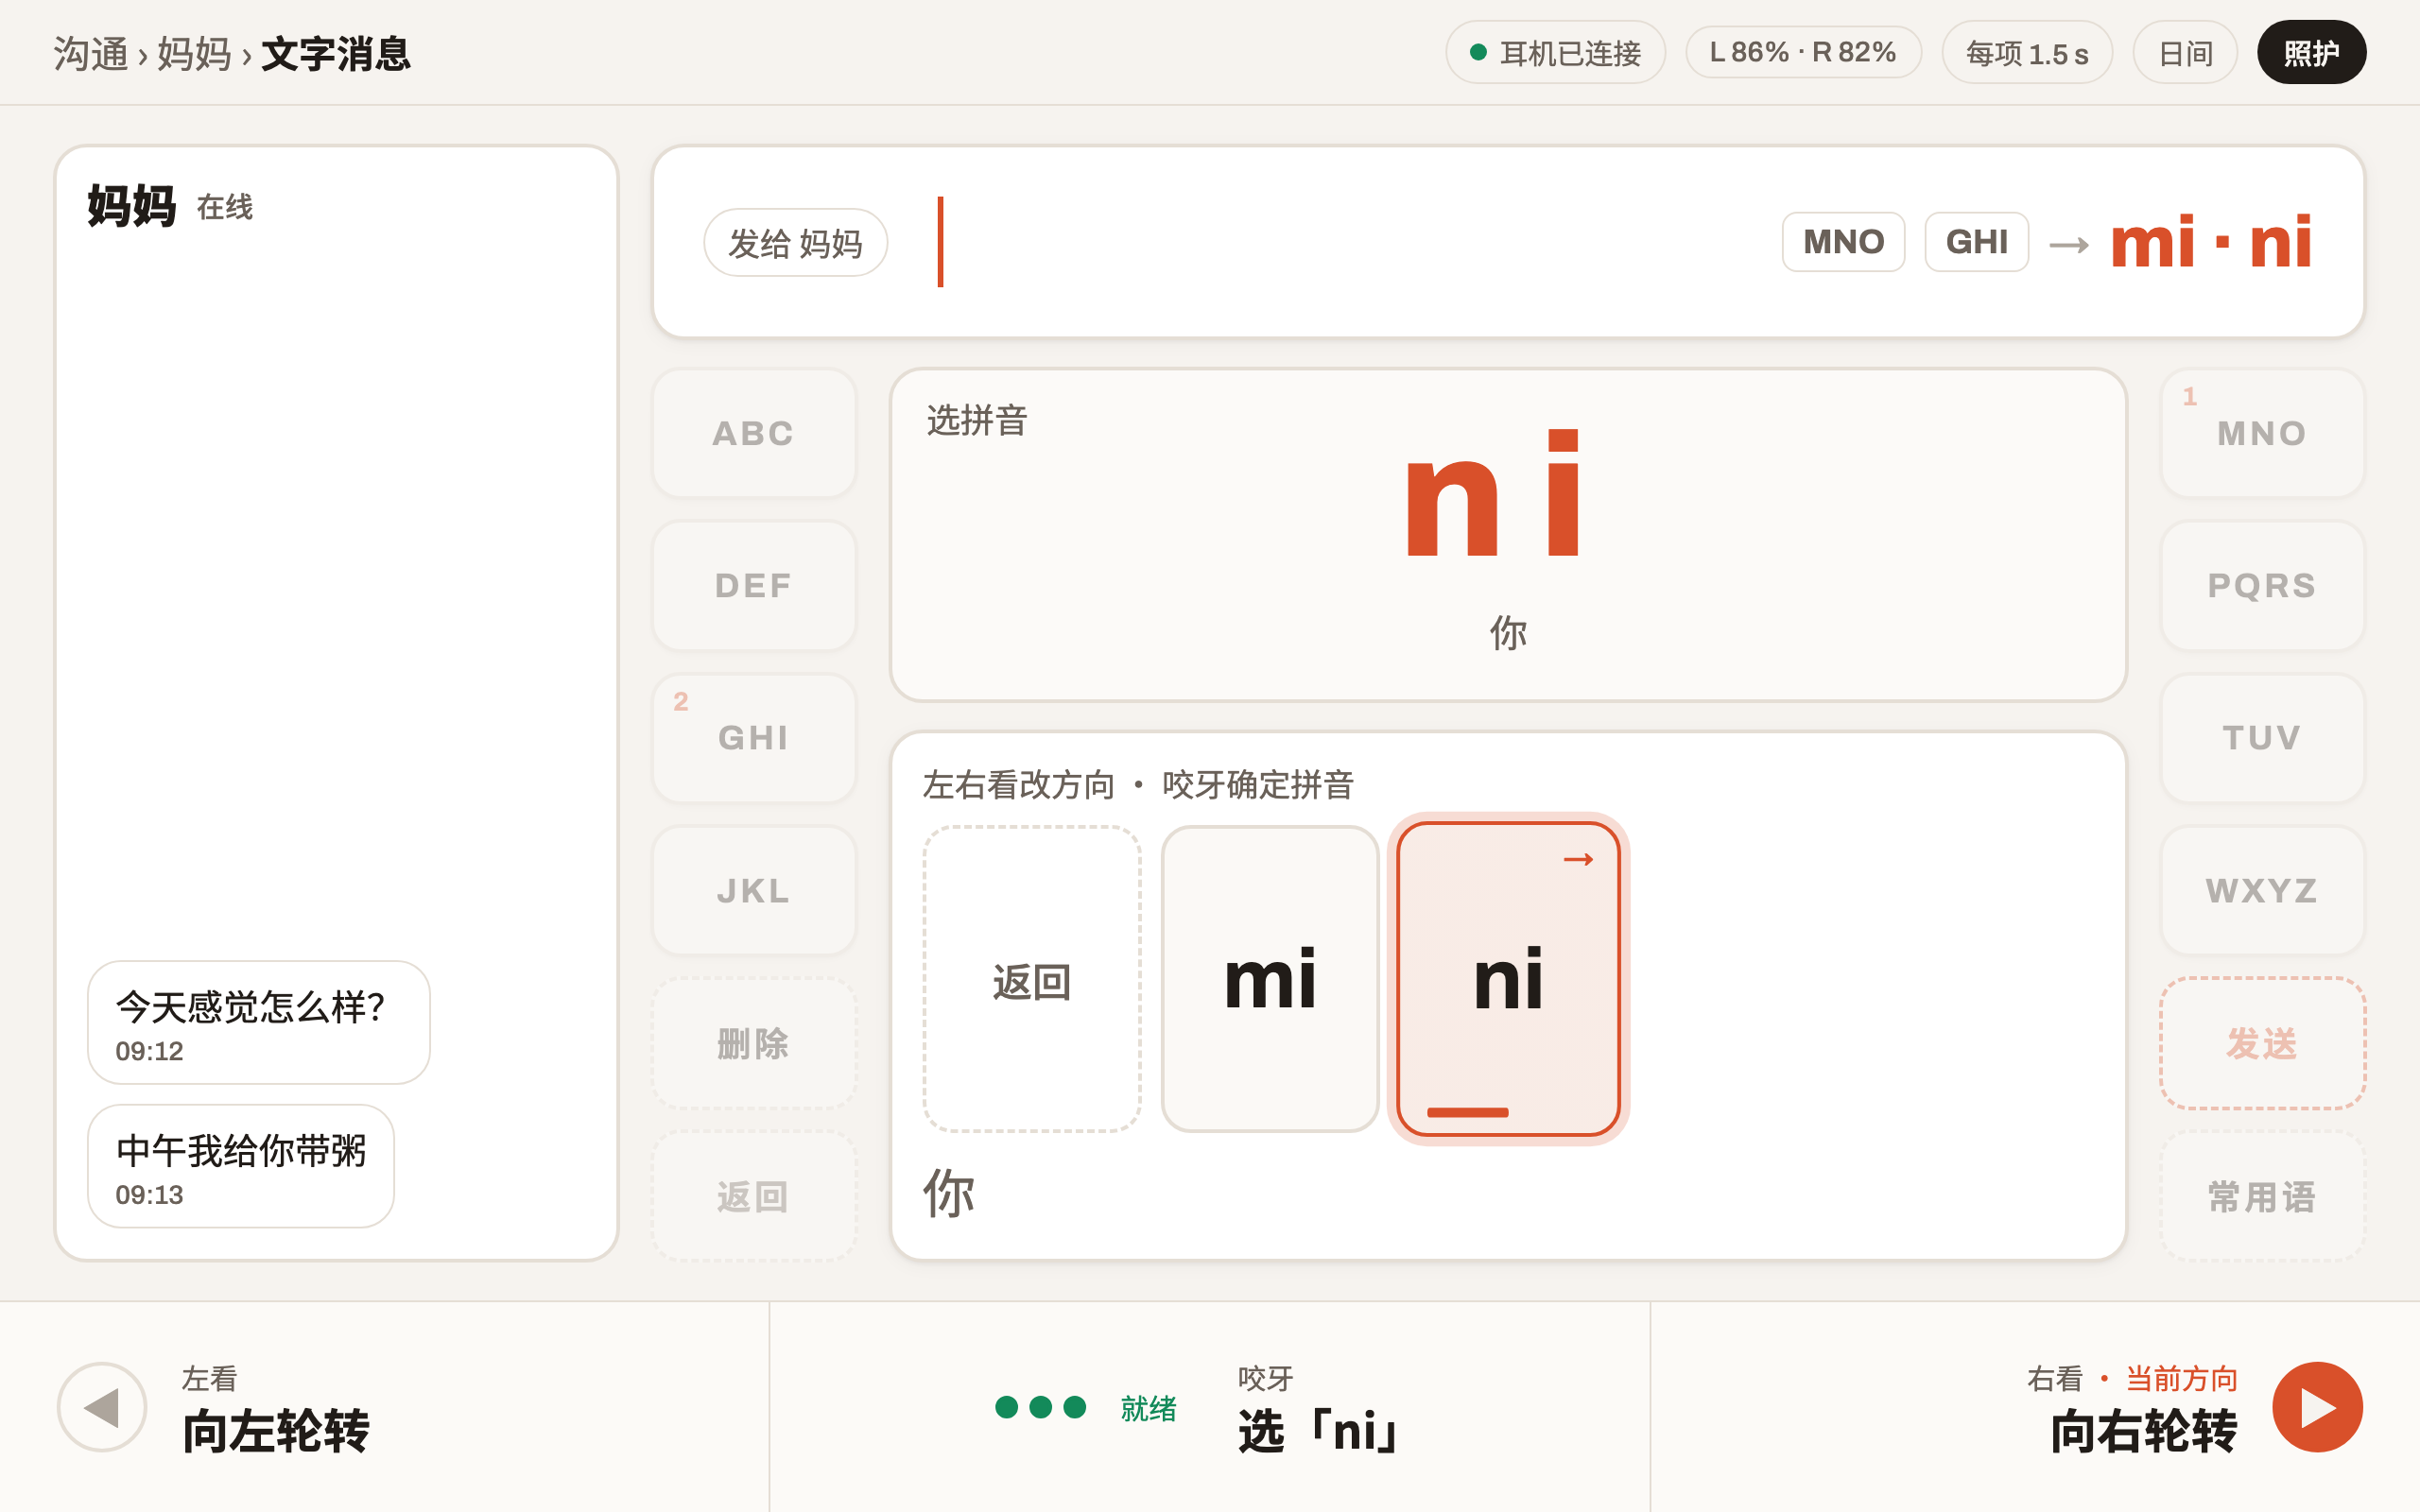 沟通 › 妈妈 › 文字消息
耳机已连接
L 86% · R 82%
每项 1.5 s
日间
照护
妈妈 在线
今天感觉怎么样？
09:12
中午我给你带粥
09:13
发给 妈妈
MNO GHI → mi · ni
ABC
DEF
2
GHI
JKL
删除
返回
选拼音
n i
你
左右看改方向 · 咬牙确定拼音
返回
mi
→
ni
你
1
MNO
PQRS
TUV
WXYZ
发送
常用语
左看
向左轮转
就绪
咬牙
选「ni」
右看 · 当前方向
向右轮转